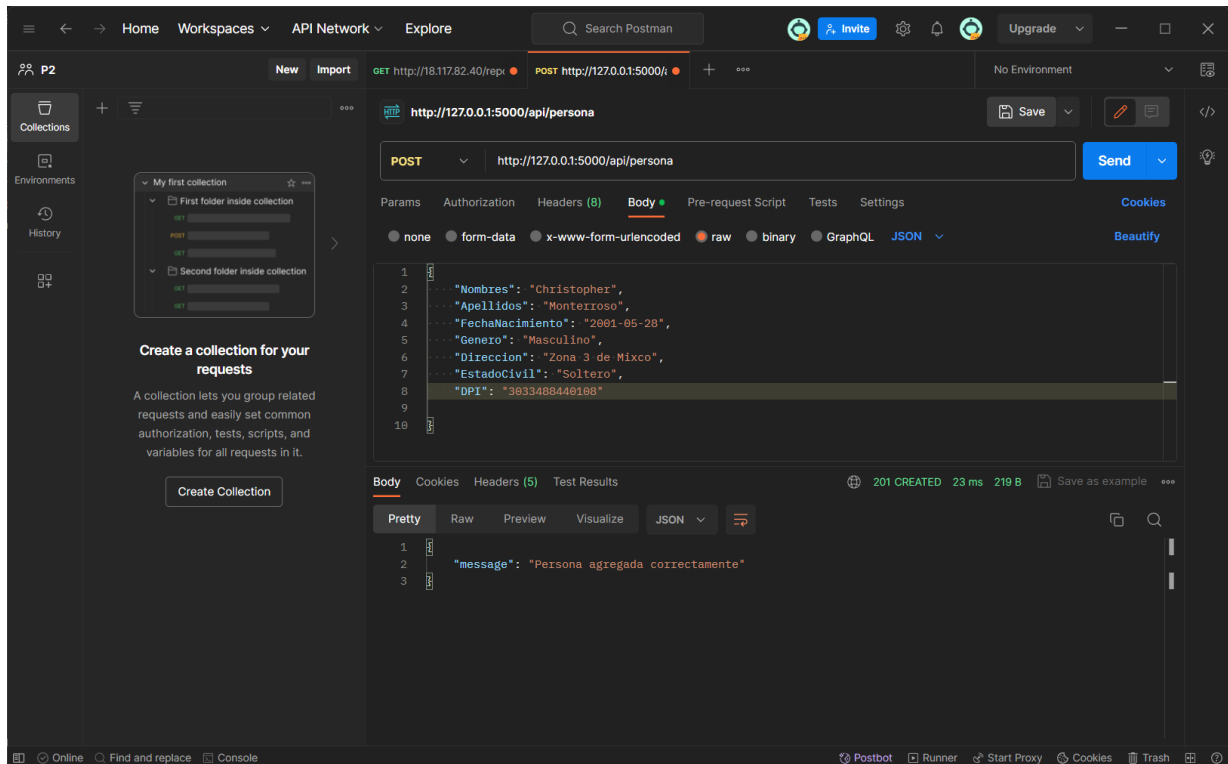 Home Workspaces API Network Explore Search Postman Invite Upgrade
P2 New Import GET http://18.117.82.40/rep POST http://127.0.0.1:5000/ No Environment
Collections
Environments
History
My first collection
First folder inside collection
GET
POST
GET
Second folder inside collection
GET
GET
Create a collection for your
requests
A collection lets you group related
requests and easily set common
authorization, tests, scripts, and
variables for all requests in it.
Create Collection
HTTP http://127.0.0.1:5000/api/persona Save
POST http://127.0.0.1:5000/api/persona Send
Params Authorization Headers (8) Body Pre-request Script Tests Settings Cookies
none form-data x-www-form-urlencoded raw binary GraphQL JSON Beautify
1 {
2 "Nombres": "Christopher",
3 "Apellidos": "Monterroso",
4 "FechaNacimiento": "2001-05-28",
5 "Genero": "Masculino",
6 "Direccion": "Zona 3 de Mixco",
7 "EstadoCivil": "Soltero",
8 "DPI": "3033488440108"
9
10 }
Body Cookies Headers (5) Test Results 201 CREATED 23 ms 219 B Save as example
Pretty Raw Preview Visualize JSON
1 {
2 "message": "Persona agregada correctamente"
3 }
Online Find and replace Console Postbot Runner Start Proxy Cookies Trash